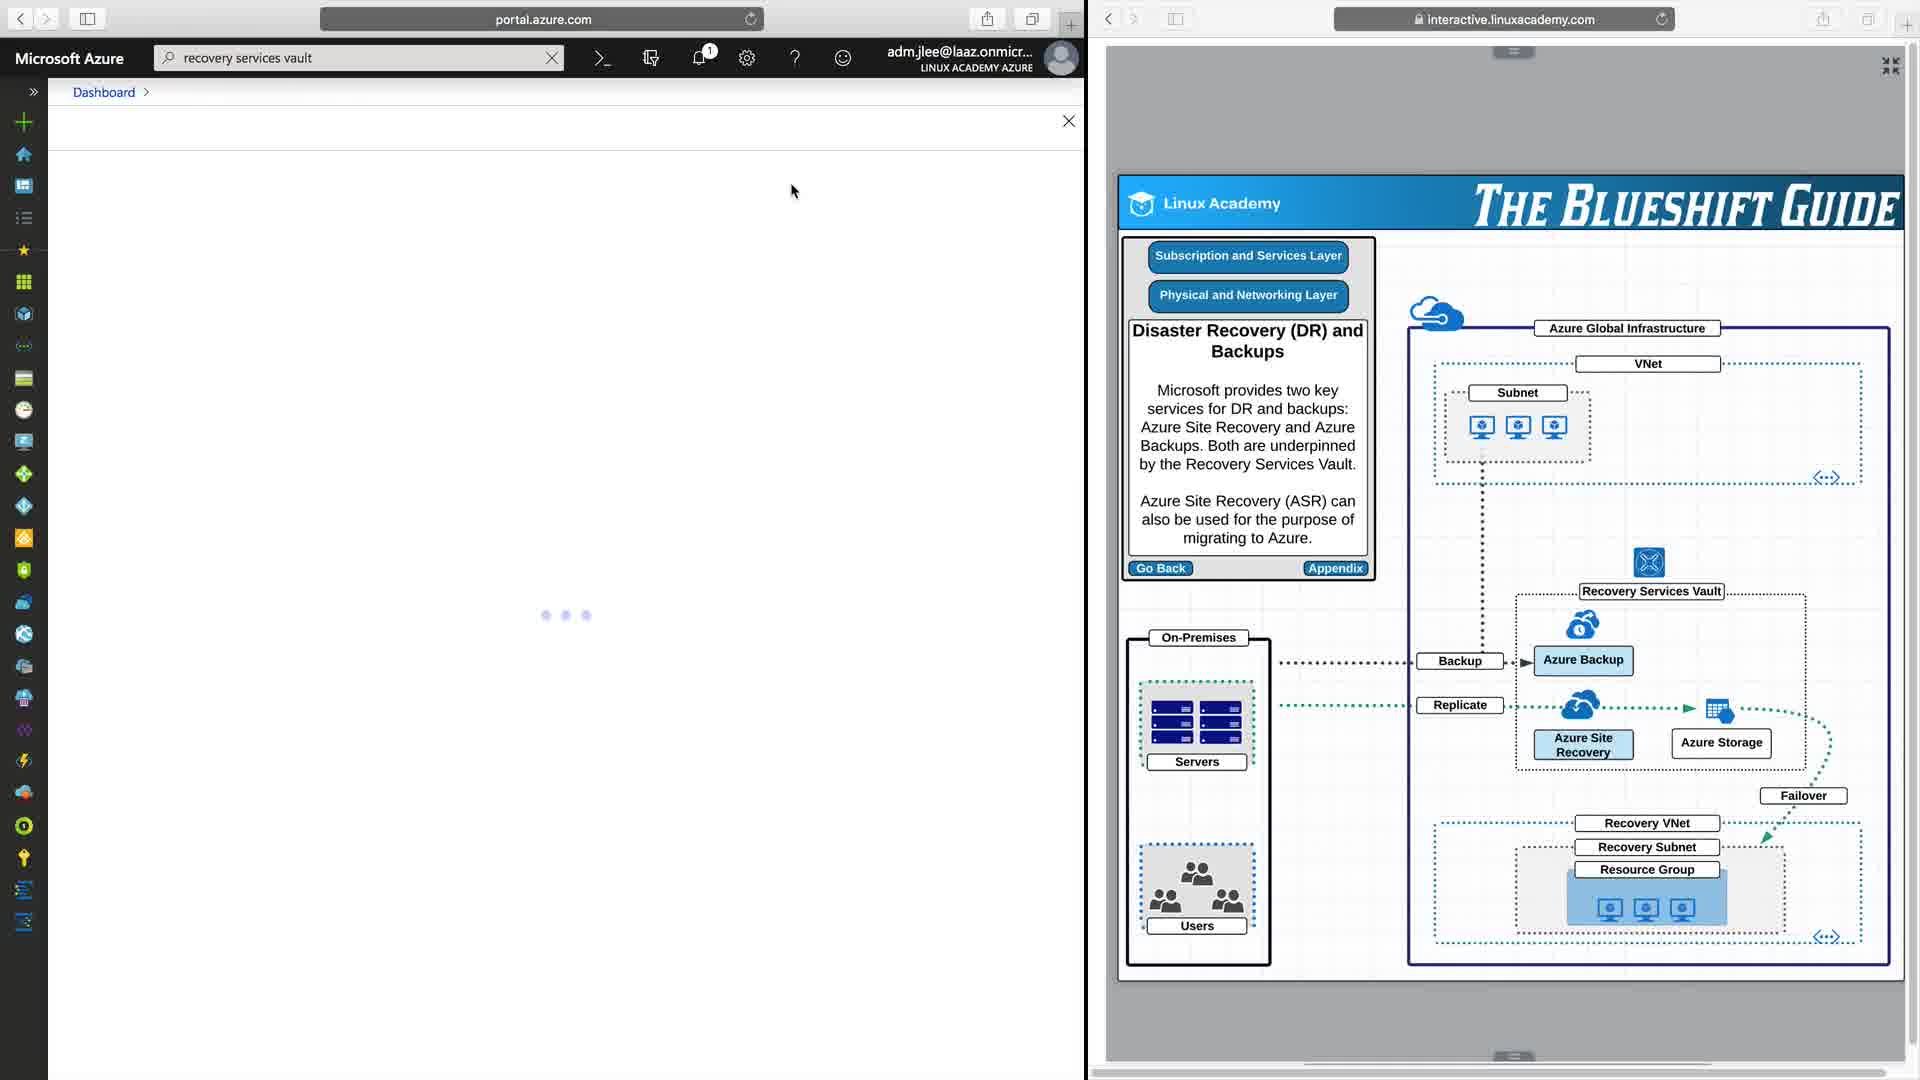 portal.azure.com
Microsoft Azure
recovery services vault
1
adm.jlee@laaz.onmicr...
LINUX ACADEMY AZURE
Dashboard
interactive.linuxacademy.com
Linux Academy
THE BLUESHIFT GUIDE
Subscription and Services Layer
Physical and Networking Layer
Disaster Recovery (DR) and
Backups
Microsoft provides two key
services for DR and backups:
Azure Site Recovery and Azure
Backups. Both are underpinned
by the Recovery Services Vault.
Azure Site Recovery (ASR) can
also be used for the purpose of
migrating to Azure.
Go Back
Appendix
Azure Global Infrastructure
VNet
Subnet
Recovery Services Vault
On-Premises
Backup
Azure Backup
Replicate
Azure Site
Recovery
Azure Storage
Servers
Failover
Recovery VNet
Recovery Subnet
Resource Group
Users